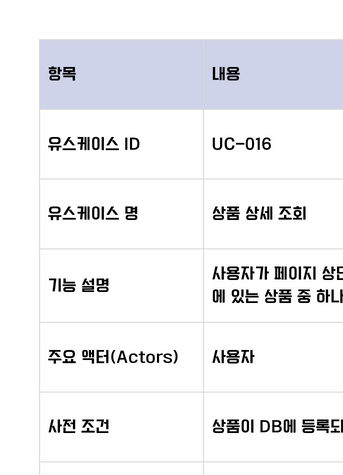 항목 내용
유스케이스 ID UC-016
유스케이스 명 상품 상세 조회
기능 설명 사용자가 페이지 상단
에 있는 상품 중 하나
주요 액터(Actors) 사용자
사전 조건 상품이 DB에 등록되